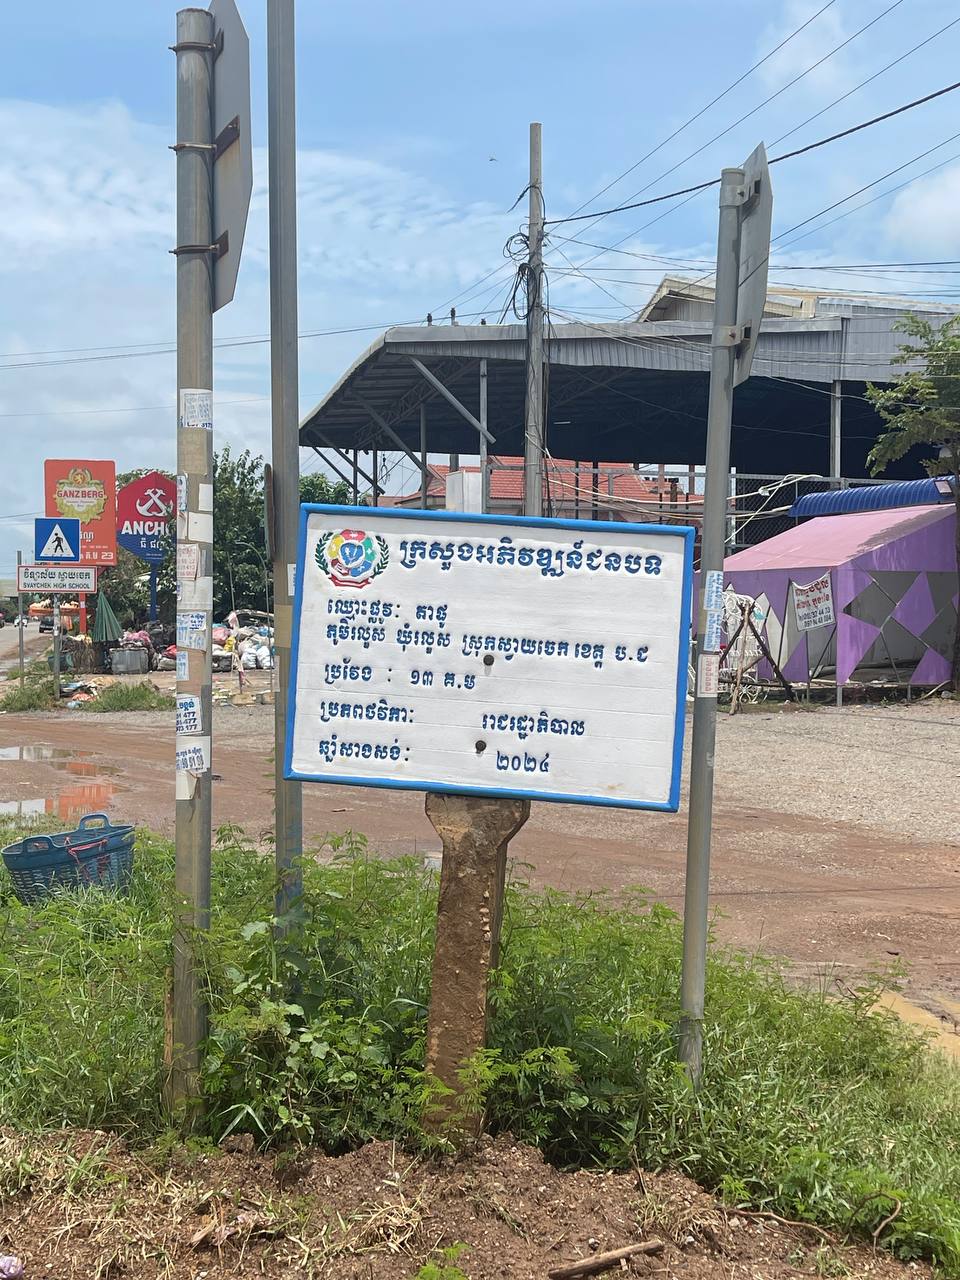 GANZBERG
ANCHO
វិទ្យាល័យ ស្វាយចេក
SVAYCHEK HIGH SCHOOL
ក្រសួងអភិវឌ្ឍន៍ជនបទ
ឈ្មោះផ្លូវ: តាផូ
ភូមិរលួស ឃុំរលួស ស្រុកស្វាយចេក ខេត្ត ប.ជ
ប្រវែង : ១៣ គ.ម
ប្រភពថវិកា: រាជរដ្ឋាភិបាល
ឆ្នាំសាងសង់: ២០២៤